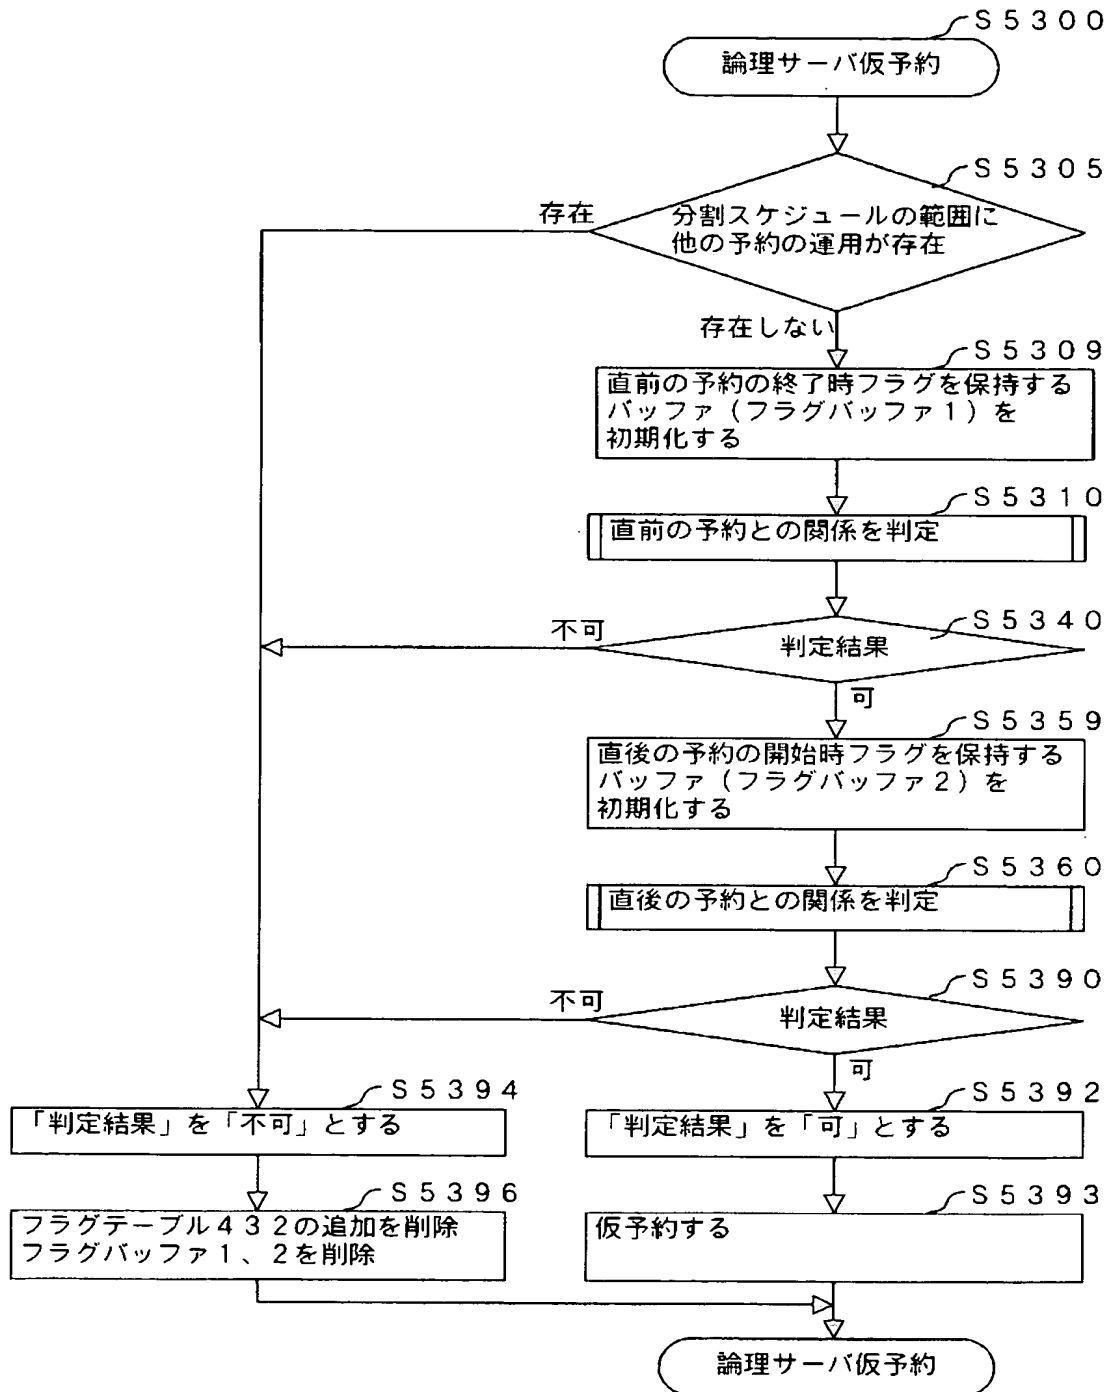 S5300
論理サーバ仮予約
S5305
存在
分割スケジュールの範囲に
他の予約の運用が存在
存在しない
S5309
直前の予約の終了時フラグを保持する
バッファ（フラグバッファ１）を
初期化する
S5310
直前の予約との関係を判定
S5340
不可
判定結果
可
S5359
直後の予約の開始時フラグを保持する
バッファ（フラグバッファ２）を
初期化する
S5360
直後の予約との関係を判定
S5390
不可
判定結果
可
S5394
「判定結果」を「不可」とする
S5392
「判定結果」を「可」とする
S5396
フラグテーブル４３２の追加を削除
フラグバッファ１、２を削除
S5393
仮予約する
論理サーバ仮予約